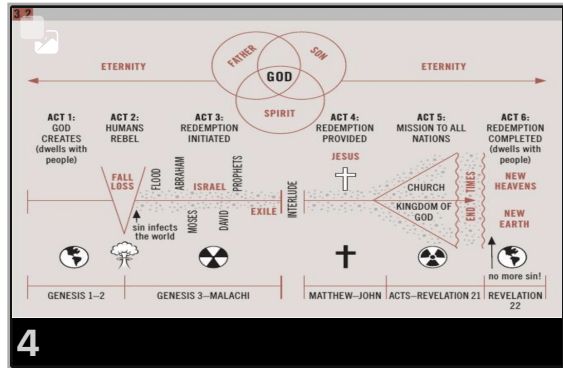 3.2
FATHER
SON
GOD
SPIRIT
ETERNITY
ETERNITY
ACT 1:
GOD
CREATES
(dwells with
people)
ACT 2:
HUMANS
REBEL
ACT 3:
REDEMPTION
INITIATED
ACT 4:
REDEMPTION
PROVIDED
ACT 5:
MISSION TO ALL
NATIONS
ACT 6:
REDEMPTION
COMPLETED
(dwells with
people)
FALL
LOSS
FLOOD
ABRAHAM
ISRAEL
PROPHETS
MOSES
DAVID
EXILE
INTERLUDE
sin infects
the world
JESUS
CHURCH
KINGDOM OF
GOD
END TIMES
NEW
HEAVENS
NEW
EARTH
no more sin!
GENESIS 1–2
GENESIS 3–MALACHI
MATTHEW–JOHN
ACTS–REVELATION 21
REVELATION
22
4